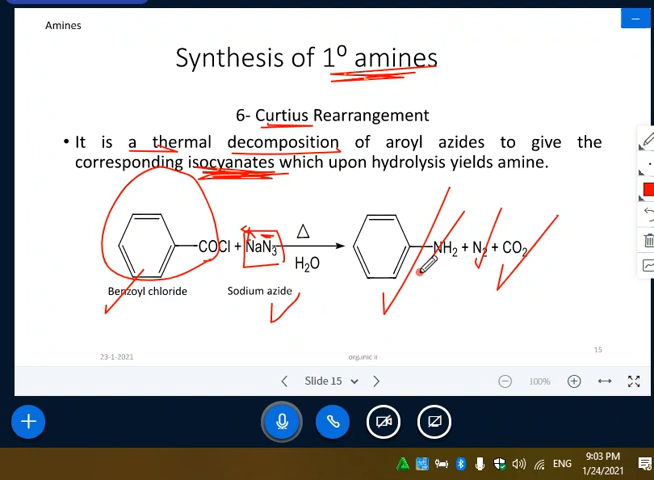 Amines
Synthesis of 1⁰ amines
6- Curtius Rearrangement
• It is a thermal decomposition of aroyl azides to give the
corresponding isocyanates which upon hydrolysis yields amine.
COCl + NaN₃ △ H₂O NH₂ + N₂ + CO₂
Benzoyl chloride Sodium azide
23-1-2021 organic ii 15
Slide 15 100%
ENG 9:03 PM
1/24/2021